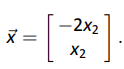 x⃗ = [ −2x₂
x₂ ] .